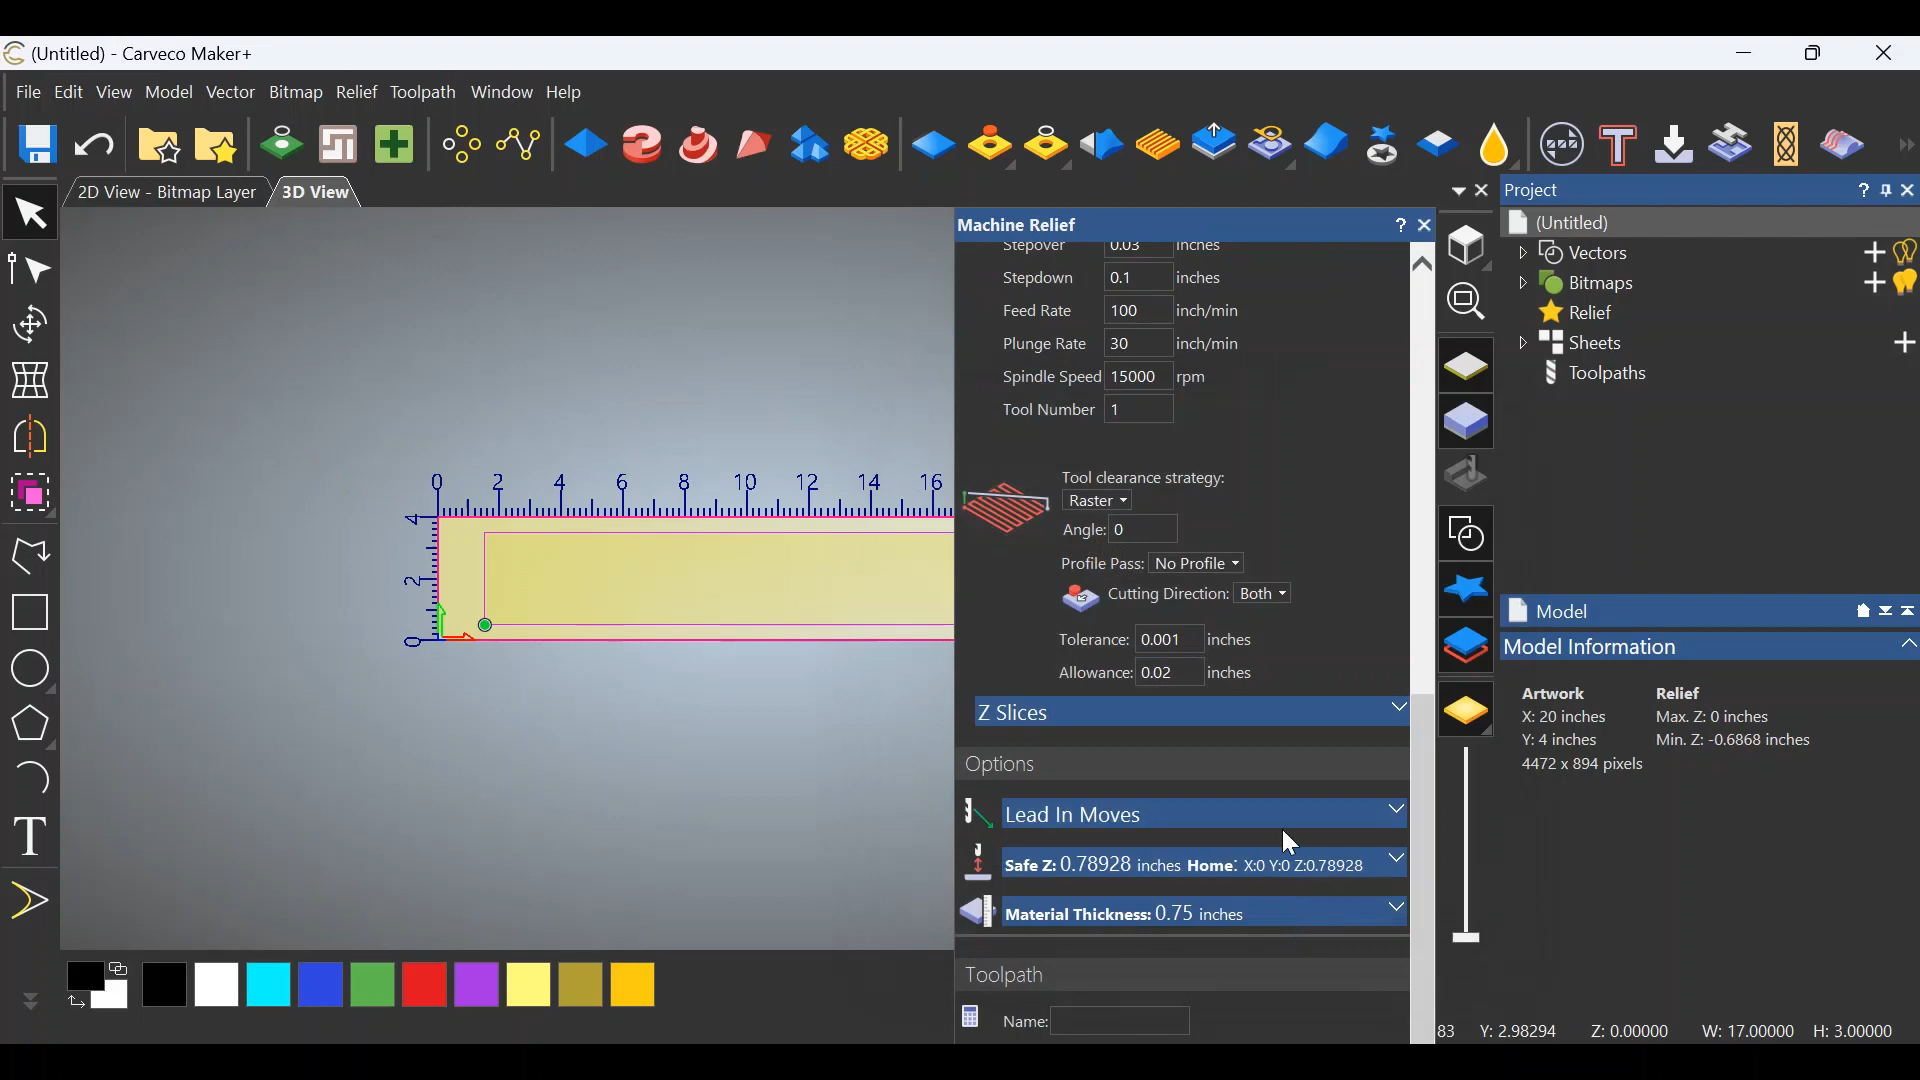 (Untitled) - Carveco Maker+
File Edit View Model Vector Bitmap Relief Toolpath Window Help
2D View - Bitmap Layer 3D View
0 2 4 6 8 10 12 14 16
4
2
0
Machine Relief ?
Stepover 0.03 inches
Stepdown 0.1 inches
Feed Rate 100 inch/min
Plunge Rate 30 inch/min
Spindle Speed 15000 rpm
Tool Number 1
Tool clearance strategy:
Raster
Angle: 0
Profile Pass: No Profile
Cutting Direction: Both
Tolerance: 0.001 inches
Allowance: 0.02 inches
Z Slices
Options
Lead In Moves
Safe Z: 0.78928 inches Home: X:0 Y:0 Z:0.78928
Material Thickness: 0.75 inches
Toolpath
Name:
Project ?
(Untitled)
Vectors
Bitmaps
Relief
Sheets
Toolpaths
Model
Model Information
Artwork Relief
X: 20 inches Max. Z: 0 inches
Y: 4 inches Min. Z: -0.6868 inches
4472 x 894 pixels
83 Y: 2.98294 Z: 0.00000 W: 17.00000 H: 3.00000